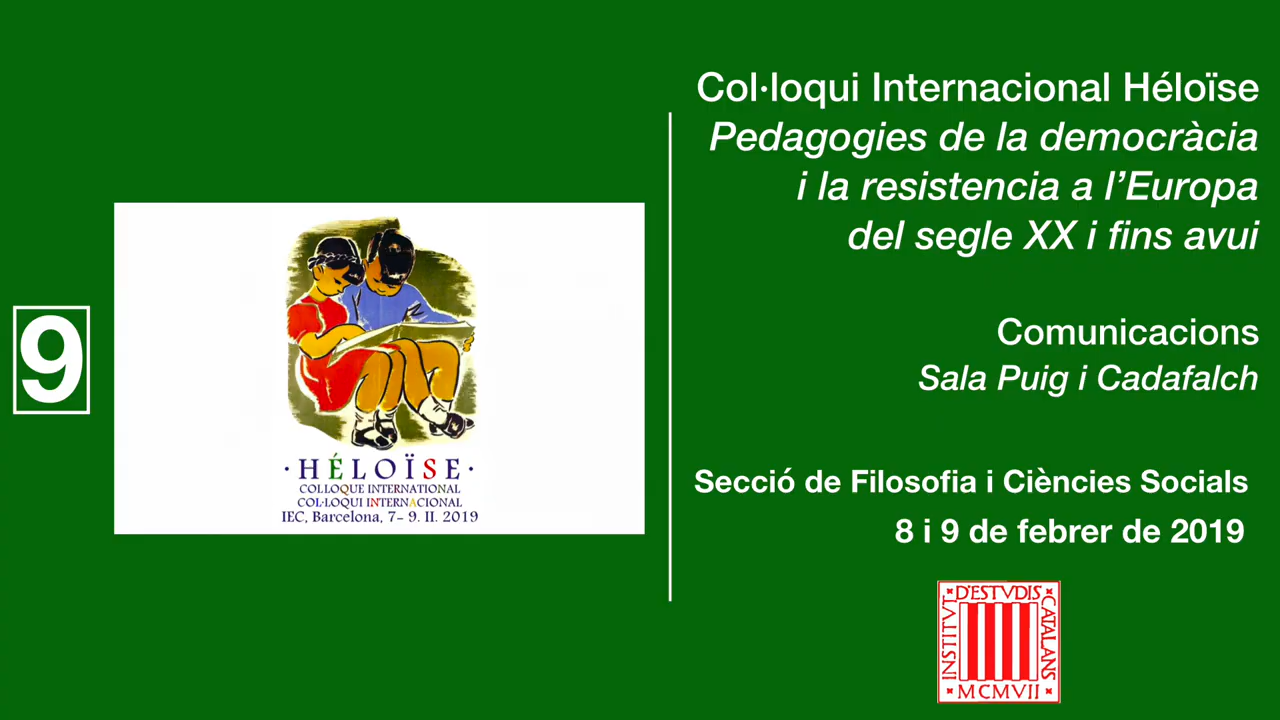 9
· HÉLOÏSE ·
COLLOQUE INTERNATIONAL
COL·LOQUI INTERNACIONAL
IEC, Barcelona, 7– 9. II. 2019
Col·loqui Internacional Héloïse
Pedagogies de la democràcia
i la resistencia a l’Europa
del segle XX i fins avui
Comunicacions
Sala Puig i Cadafalch
Secció de Filosofia i Ciències Socials
8 i 9 de febrer de 2019
INSTITVT
D'ESTVDIS
CATALANS
MCMVII